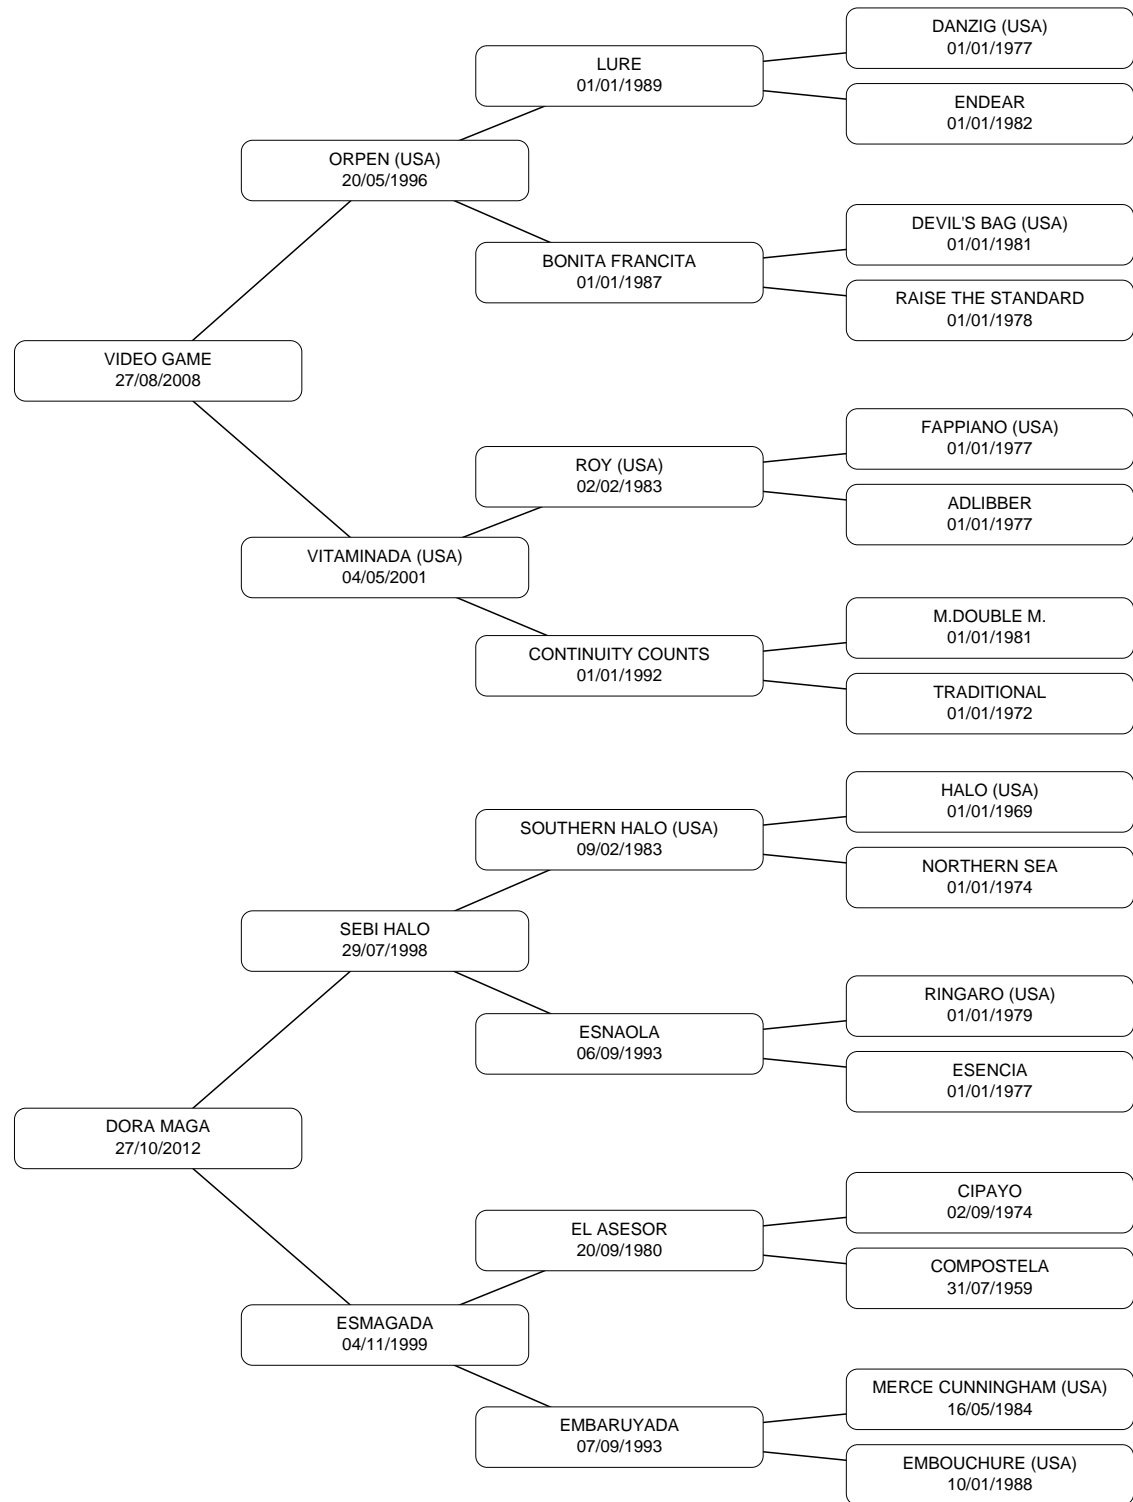 DANZIG (USA)
01/01/1977
LURE
01/01/1989
ENDEAR
01/01/1982
ORPEN (USA)
20/05/1996
DEVIL'S BAG (USA)
01/01/1981
BONITA FRANCITA
01/01/1987
RAISE THE STANDARD
01/01/1978
VIDEO GAME
27/08/2008
FAPPIANO (USA)
01/01/1977
ROY (USA)
02/02/1983
ADLIBBER
01/01/1977
VITAMINADA (USA)
04/05/2001
M.DOUBLE M.
01/01/1981
CONTINUITY COUNTS
01/01/1992
TRADITIONAL
01/01/1972
HALO (USA)
01/01/1969
SOUTHERN HALO (USA)
09/02/1983
NORTHERN SEA
01/01/1974
SEBI HALO
29/07/1998
RINGARO (USA)
01/01/1979
ESNAOLA
06/09/1993
ESENCIA
01/01/1977
DORA MAGA
27/10/2012
CIPAYO
02/09/1974
EL ASESOR
20/09/1980
COMPOSTELA
31/07/1959
ESMAGADA
04/11/1999
MERCE CUNNINGHAM (USA)
16/05/1984
EMBARUYADA
07/09/1993
EMBOUCHURE (USA)
10/01/1988